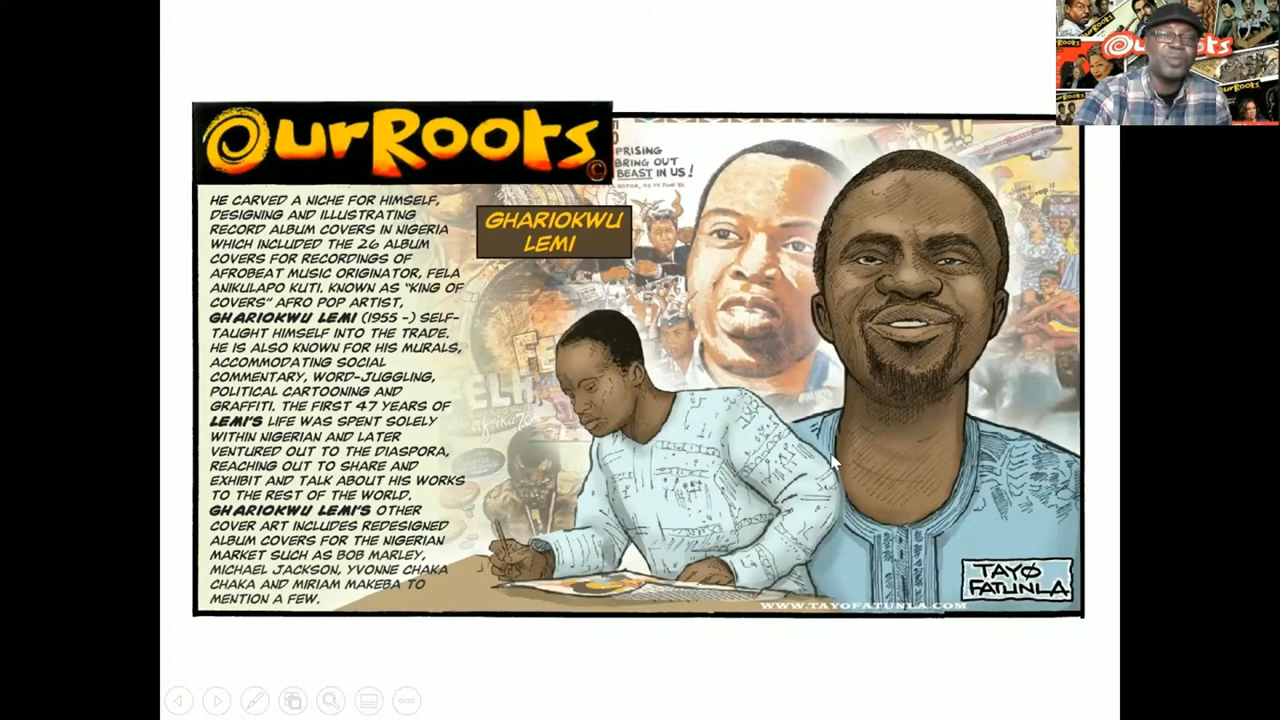 OurRoots
©
HE CARVED A NICHE FOR HIMSELF,
DESIGNING AND ILLUSTRATING
RECORD ALBUM COVERS IN NIGERIA
WHICH INCLUDED THE 26 ALBUM
COVERS FOR RECORDINGS OF
AFROBEAT MUSIC ORIGINATOR, FELA
ANIKULAPO KUTI. KNOWN AS "KING OF
COVERS" AFRO POP ARTIST,
GHARIOKWU LEMI (1955 -) SELF-
TAUGHT HIMSELF INTO THE TRADE.
HE IS ALSO KNOWN FOR HIS MURALS,
ACCOMMODATING SOCIAL
COMMENTARY, WORD-JUGGLING,
POLITICAL CARTOONING AND
GRAFFITI. THE FIRST 47 YEARS OF
LEMI'S LIFE WAS SPENT SOLELY
WITHIN NIGERIAN AND LATER
VENTURED OUT TO THE DIASPORA,
REACHING OUT TO SHARE AND
EXHIBIT AND TALK ABOUT HIS WORKS
TO THE REST OF THE WORLD.
GHARIOKWU LEMI'S OTHER
COVER ART INCLUDES REDESIGNED
ALBUM COVERS FOR THE NIGERIAN
MARKET SUCH AS BOB MARLEY,
MICHAEL JACKSON, YVONNE CHAKA
CHAKA AND MIRIAM MAKEBA TO
MENTION A FEW.
GHARIOKWU
LEMI
PRISING
BRING OUT
BEAST IN US!
TAYO
FATUNLA
WWW.TAYOFATUNLA.COM